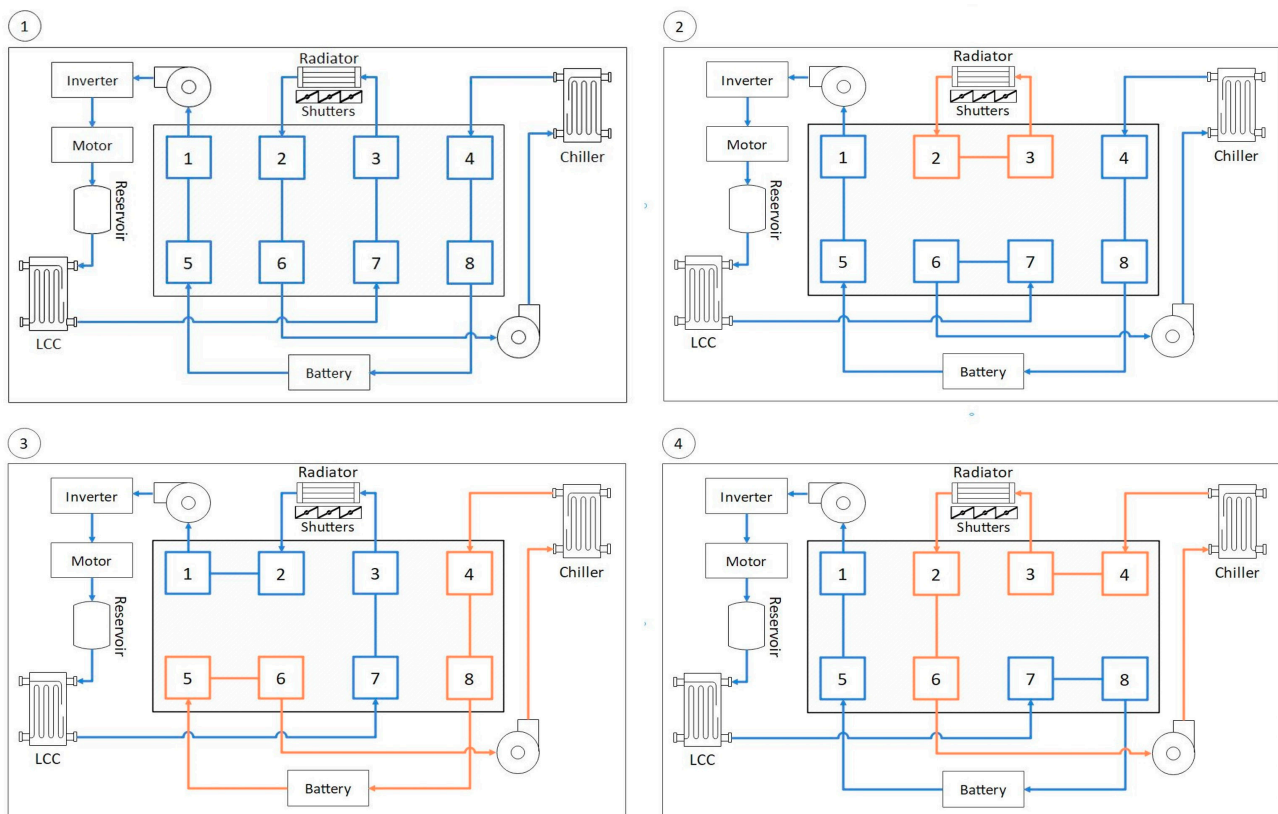 1
Radiator
Inverter
Shutters
Motor
Chiller
1 2 3 4
Reservoir
5 6 7 8
LCC
Battery
2
Radiator
Inverter
Shutters
Motor
Chiller
1 2 3 4
Reservoir
5 6 7 8
LCC
Battery
3
Radiator
Inverter
Shutters
Motor
Chiller
1 2 3 4
Reservoir
5 6 7 8
LCC
Battery
4
Radiator
Inverter
Shutters
Motor
Chiller
1 2 3 4
Reservoir
5 6 7 8
LCC
Battery